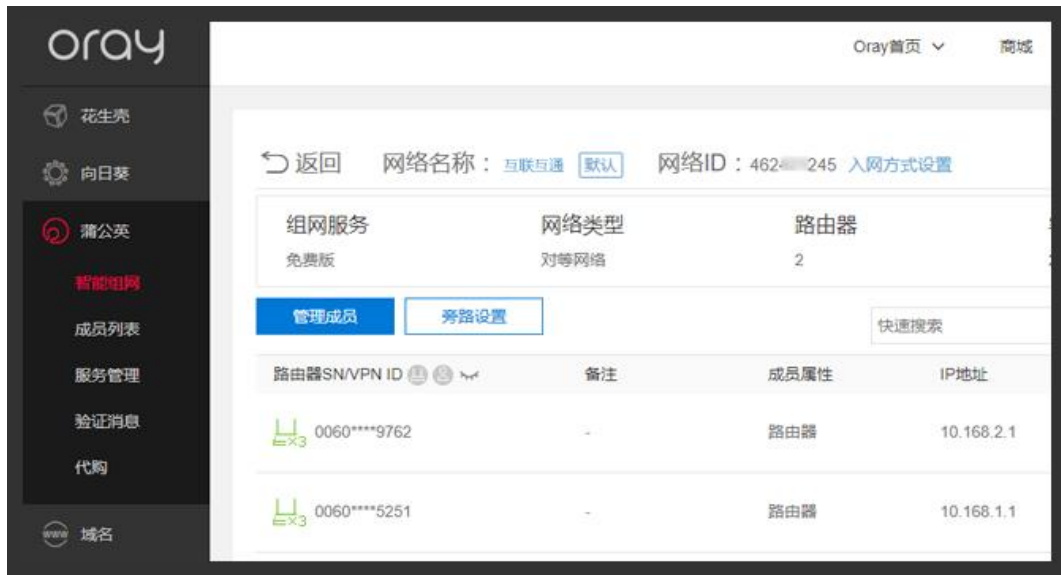 oray
Oray首页 商城
花生壳
向日葵
蒲公英
智能组网
成员列表
服务管理
验证消息
代购
www 域名
返回 网络名称： 互联互通 默认 网络ID：462 245 入网方式设置
组网服务 网络类型 路由器
免费版 对等网络 2
管理成员 旁路设置 快速搜索
路由器SN/VPN ID 备注 成员属性 IP地址
X3 0060****9762 - 路由器 10.168.2.1
X3 0060****5251 - 路由器 10.168.1.1